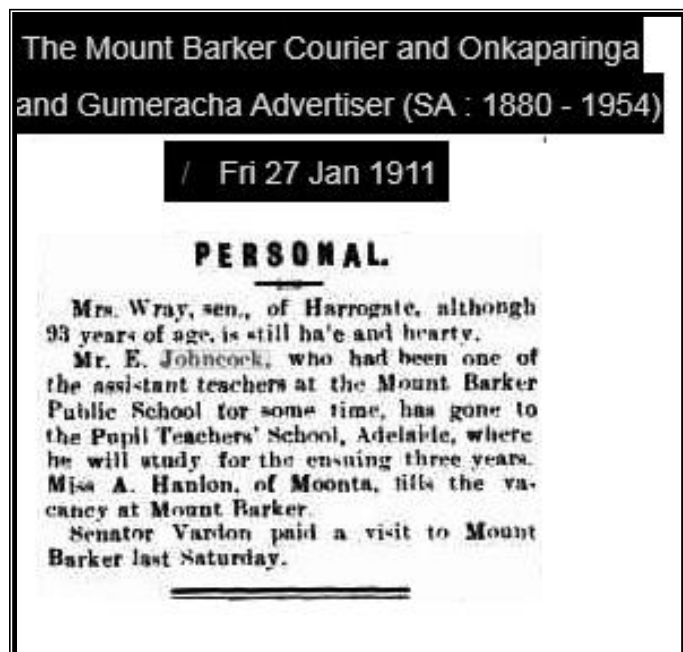 The Mount Barker Courier and Onkaparinga
and Gumeracha Advertiser (SA : 1880 - 1954)
/ Fri 27 Jan 1911
PERSONAL.
Mrs. Wray, sen., of Harrogate, although
93 years of age, is still ha'e and hearty.
Mr. E. Johncock, who had been one of
the assistant teachers at the Mount Barker
Public School for some time, has gone to
the Pupil Teachers' School, Adelaide, where
he will study for the ensuing three years.
Miss A. Hanlon, of Moonta, fills the va-
cancy at Mount Barker.
Senator Vardon paid a visit to Mount
Barker last Saturday.